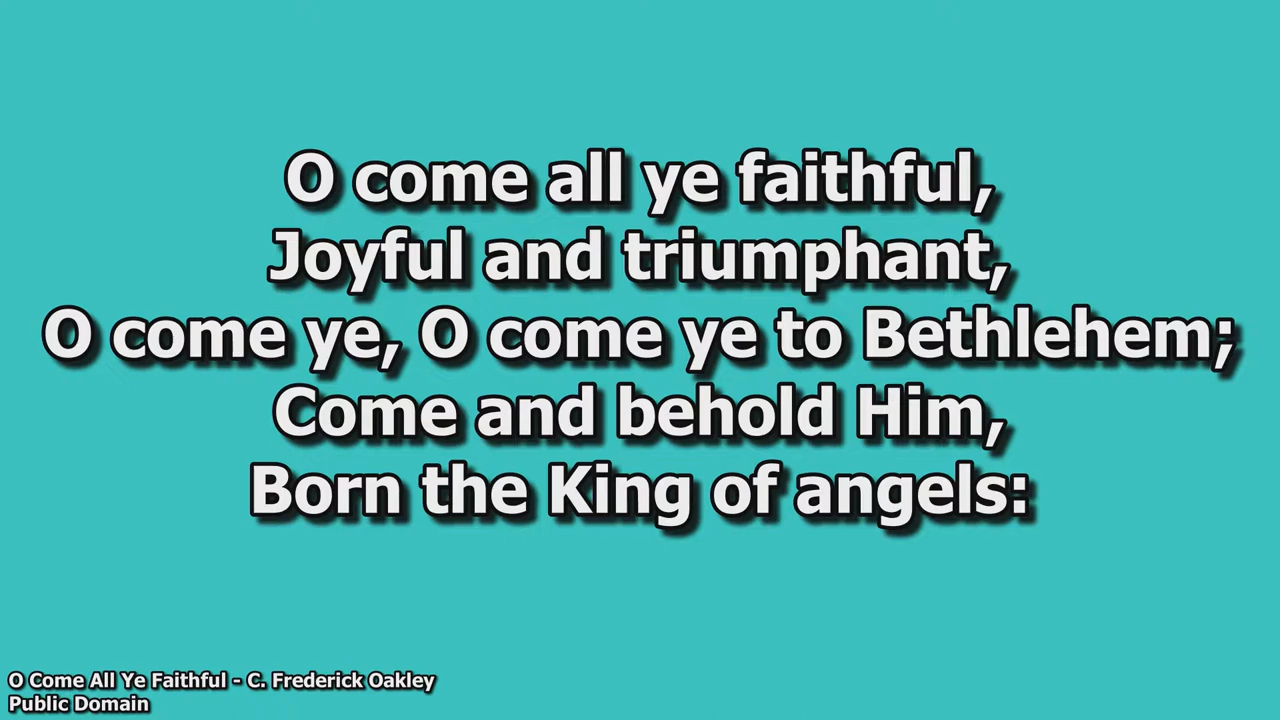 O come all ye faithful,
Joyful and triumphant,
O come ye, O come ye to Bethlehem;
Come and behold Him,
Born the King of angels:
O Come All Ye Faithful - C. Frederick Oakley
Public Domain